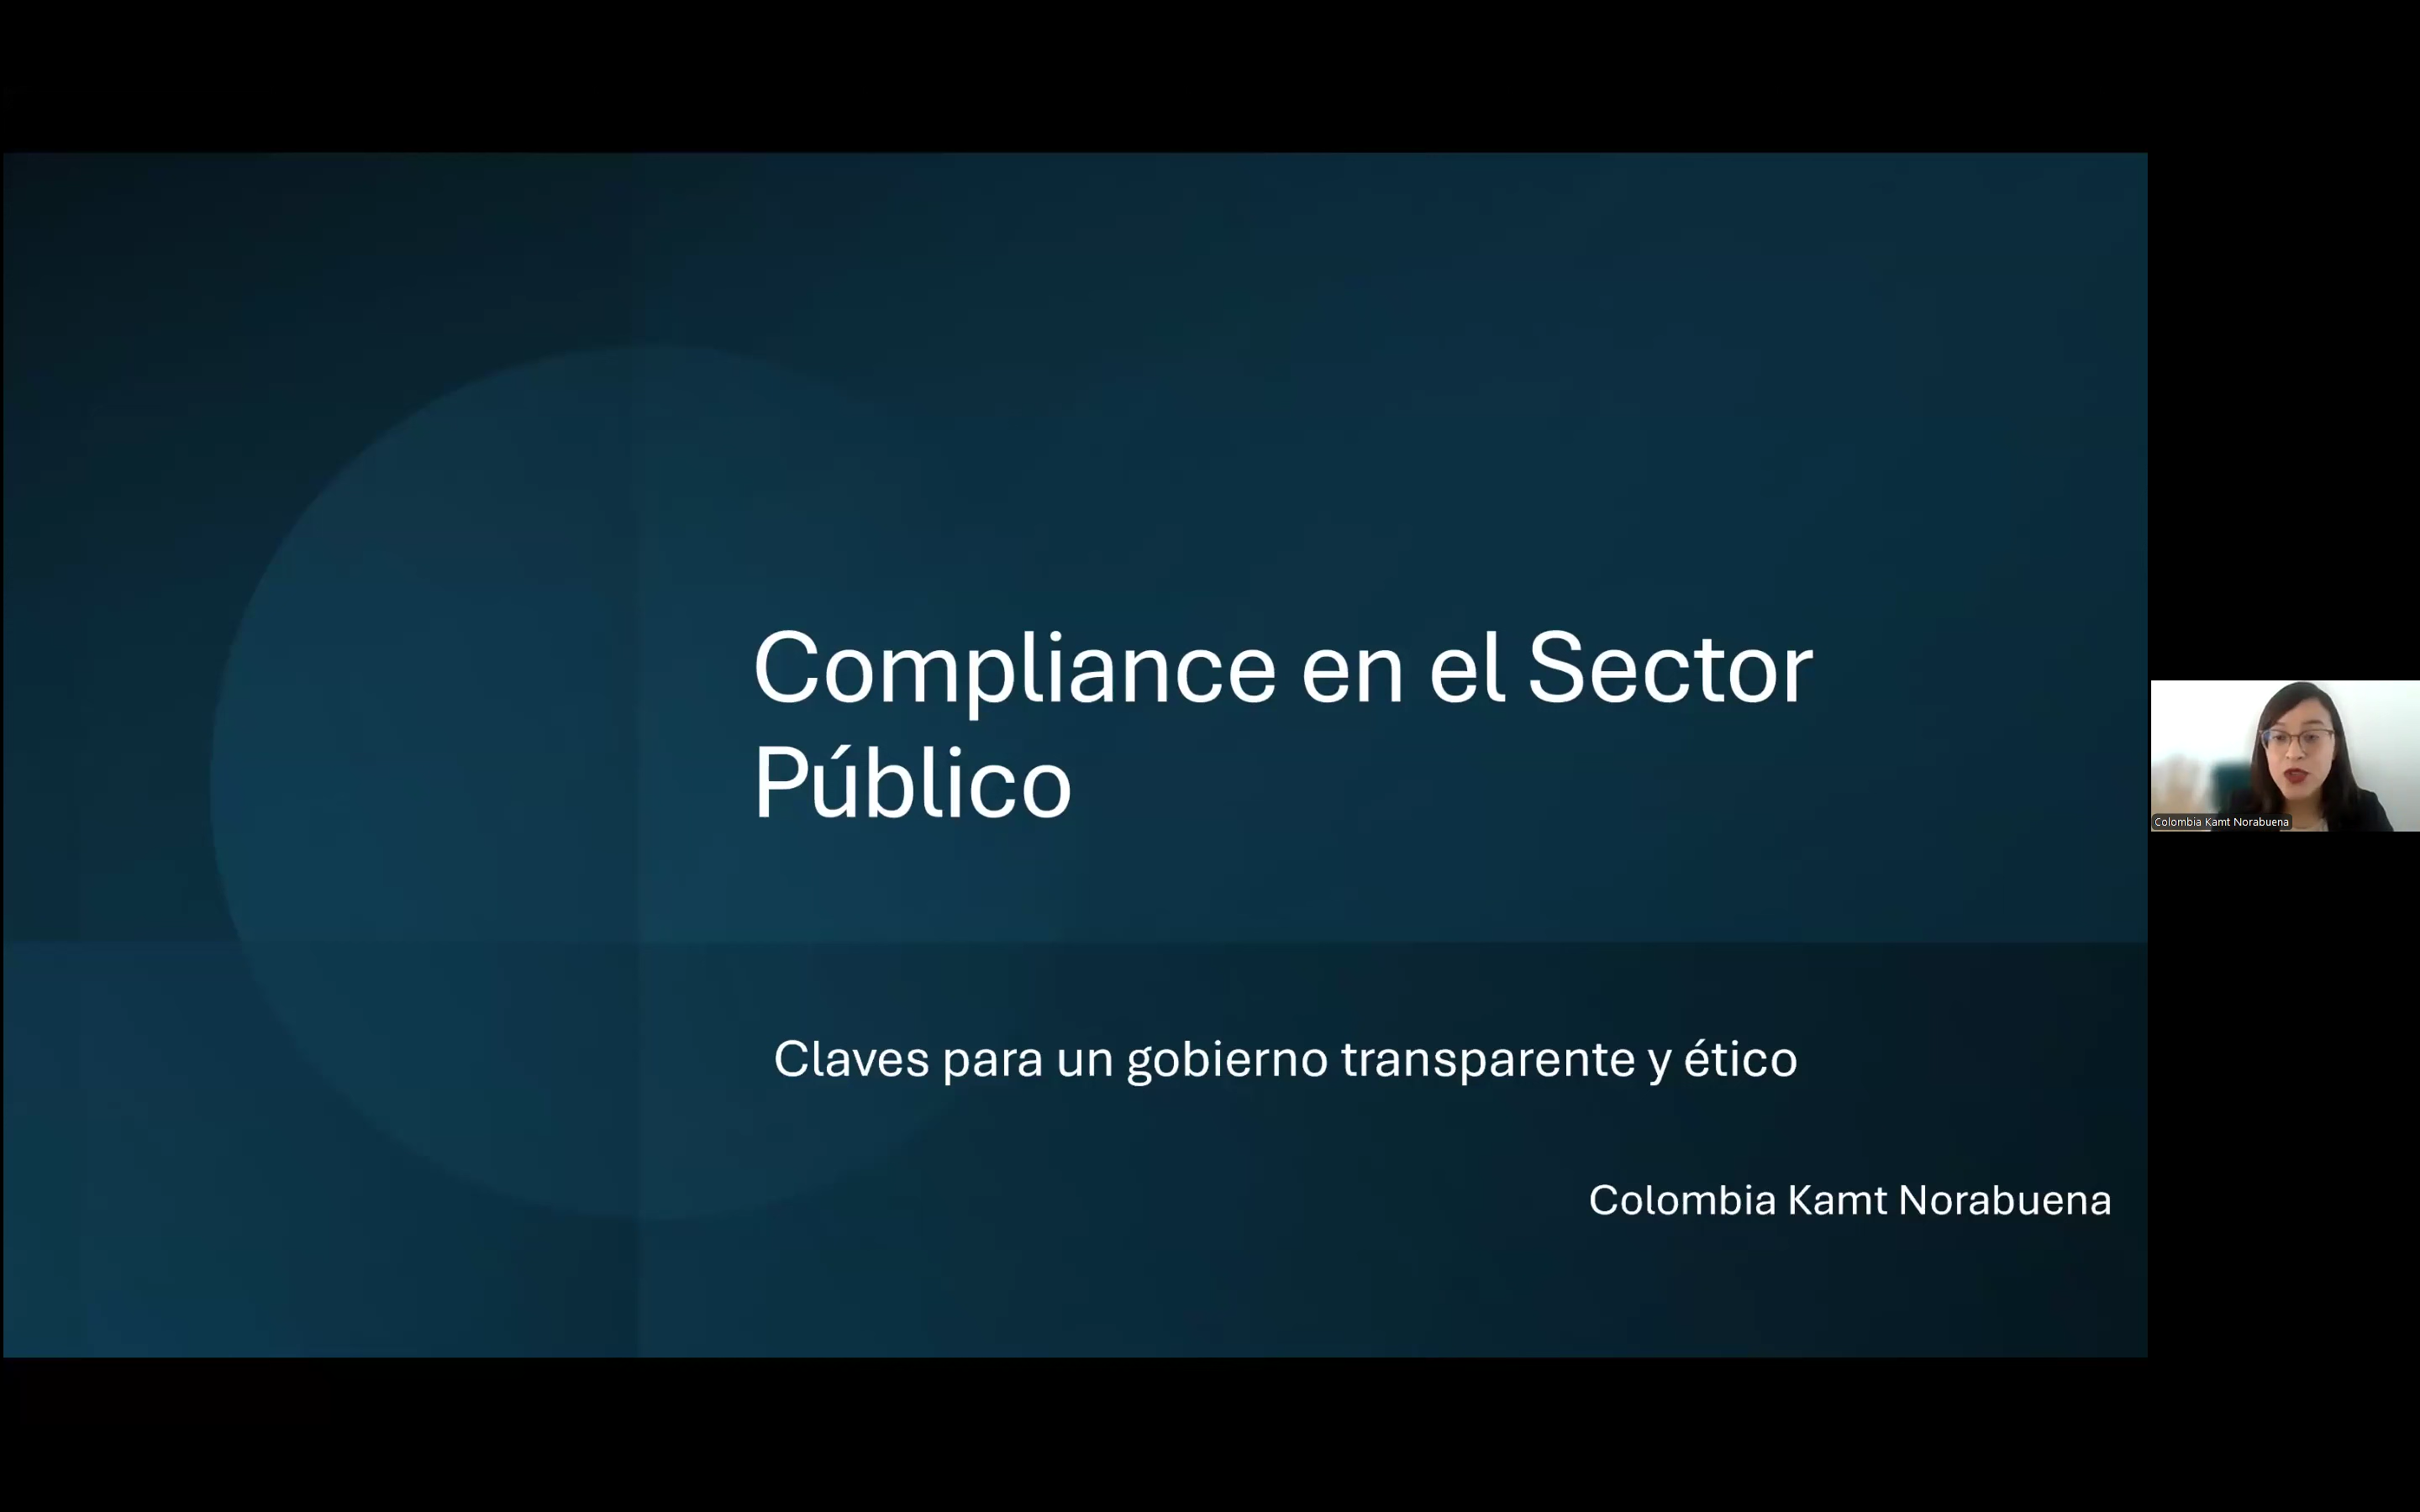 Compliance en el Sector
Público
Claves para un gobierno transparente y ético
Colombia Kamt Norabuena
Colombia Kamt Norabuena